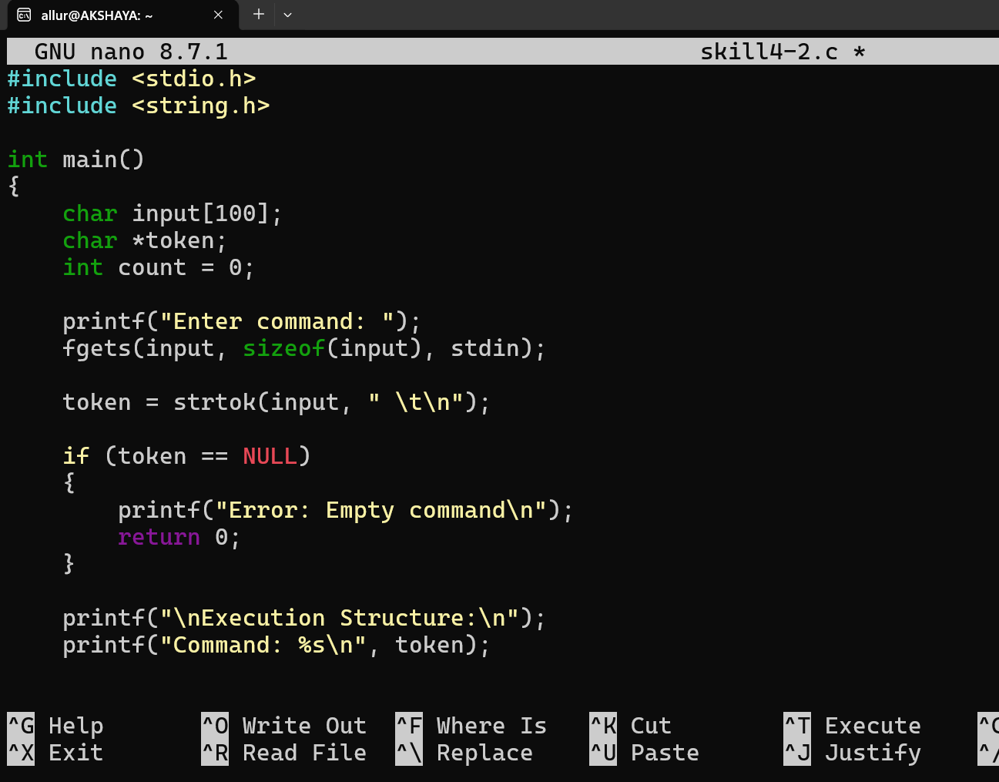 allur@AKSHAYA: ~
GNU nano 8.7.1 skill4-2.c *
#include <stdio.h>
#include <string.h>
int main()
{
char input[100];
char *token;
int count = 0;
printf("Enter command: ");
fgets(input, sizeof(input), stdin);
token = strtok(input, " \t\n");
if (token == NULL)
{
printf("Error: Empty command\n");
return 0;
}
printf("\nExecution Structure:\n");
printf("Command: %s\n", token);
^G Help ^O Write Out ^F Where Is ^K Cut ^T Execute
^X Exit ^R Read File ^\ Replace ^U Paste ^J Justify ^/